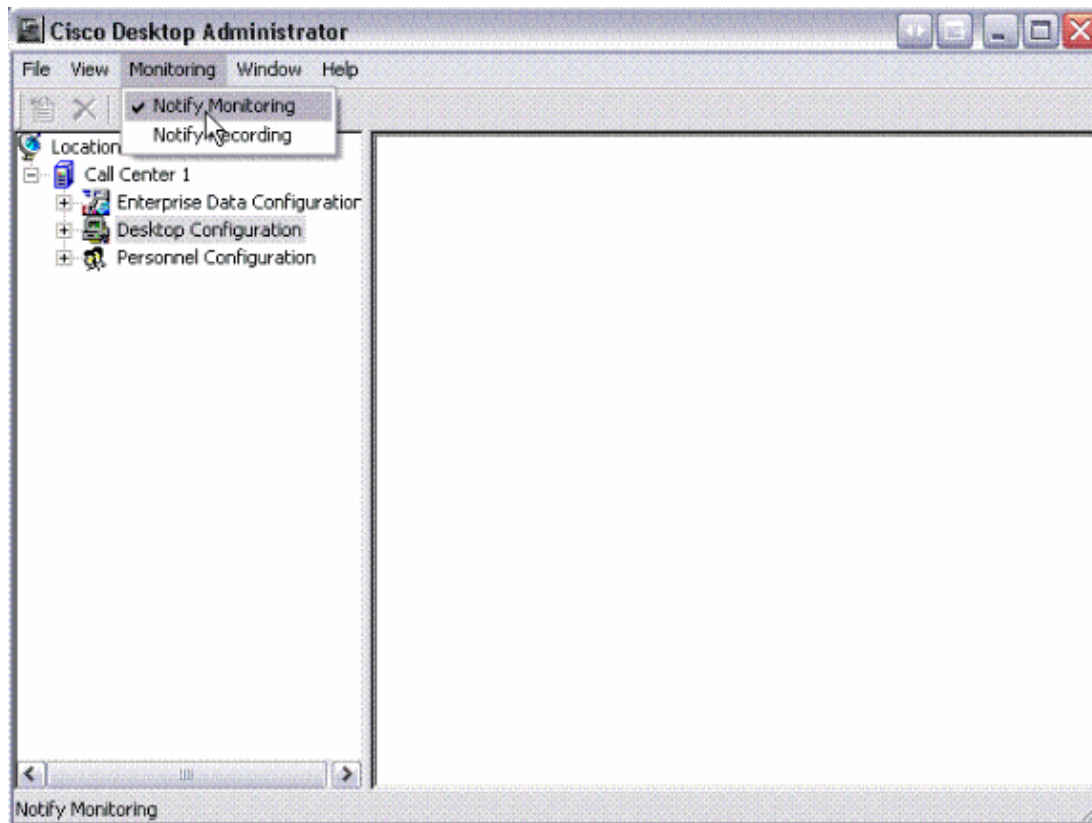 Cisco Desktop Administrator
File View Monitoring Window Help
Notify Monitoring
Notify Recording
Location
Call Center 1
Enterprise Data Configuration
Desktop Configuration
Personnel Configuration
Notify Monitoring